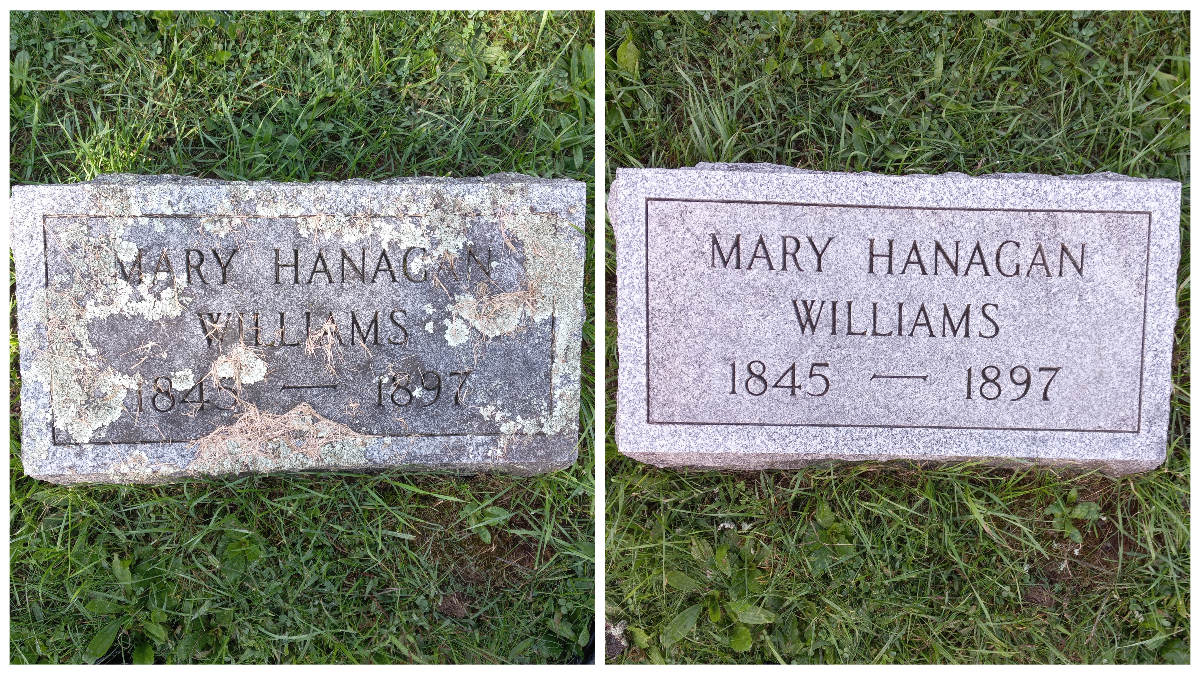 MARY HANAGAN
WILLIAMS
1845 — 1897
MARY HANAGAN
WILLIAMS
1845 — 1897